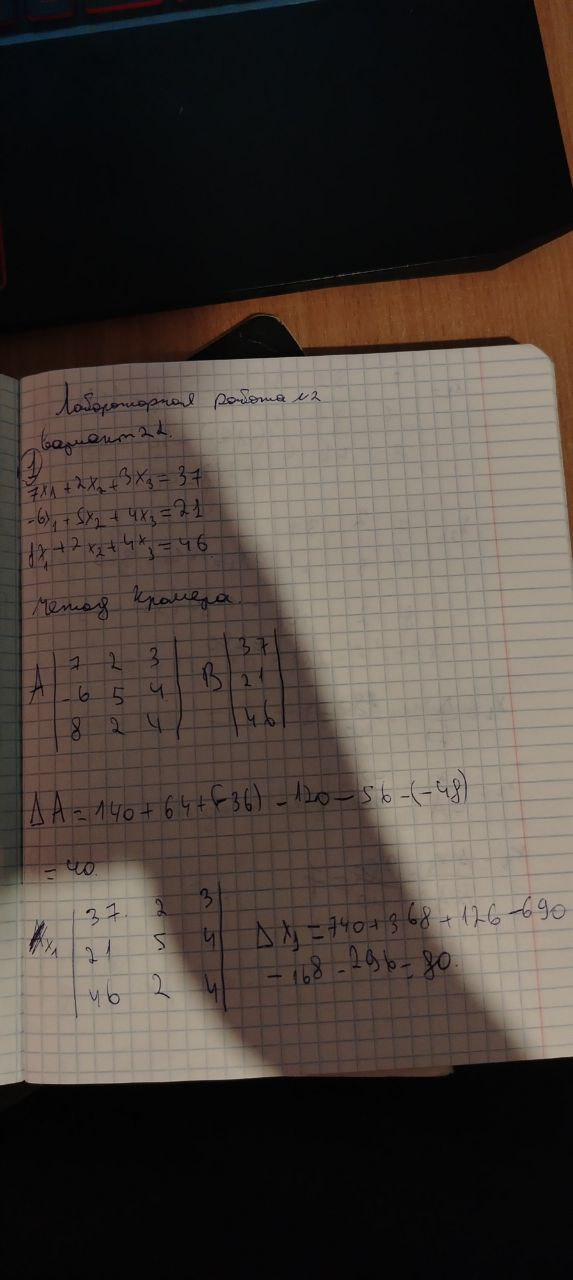 Лабораторная работа №2
Вариант 21.
1
7x₁ + 2x₂ + 3x₃ = 37
-6x₁ + 5x₂ + 4x₃ = 21
8x₁ + 2x₂ + 4x₃ = 46
Метод Крамера.
A | 7 2 3 | B | 37 |
| -6 5 4 | | 21 |
| 8 2 4 | | 46 |
ΔA = 140 + 64 + (-36) - 120 - 56 - (-48)
= 40.
x₁ | 37. 2 3 |
| 21 5 4 |
| 46 2 4 |
Δx₁ = 740 + 368 + 126 - 690
- 168 - 296 = 80.